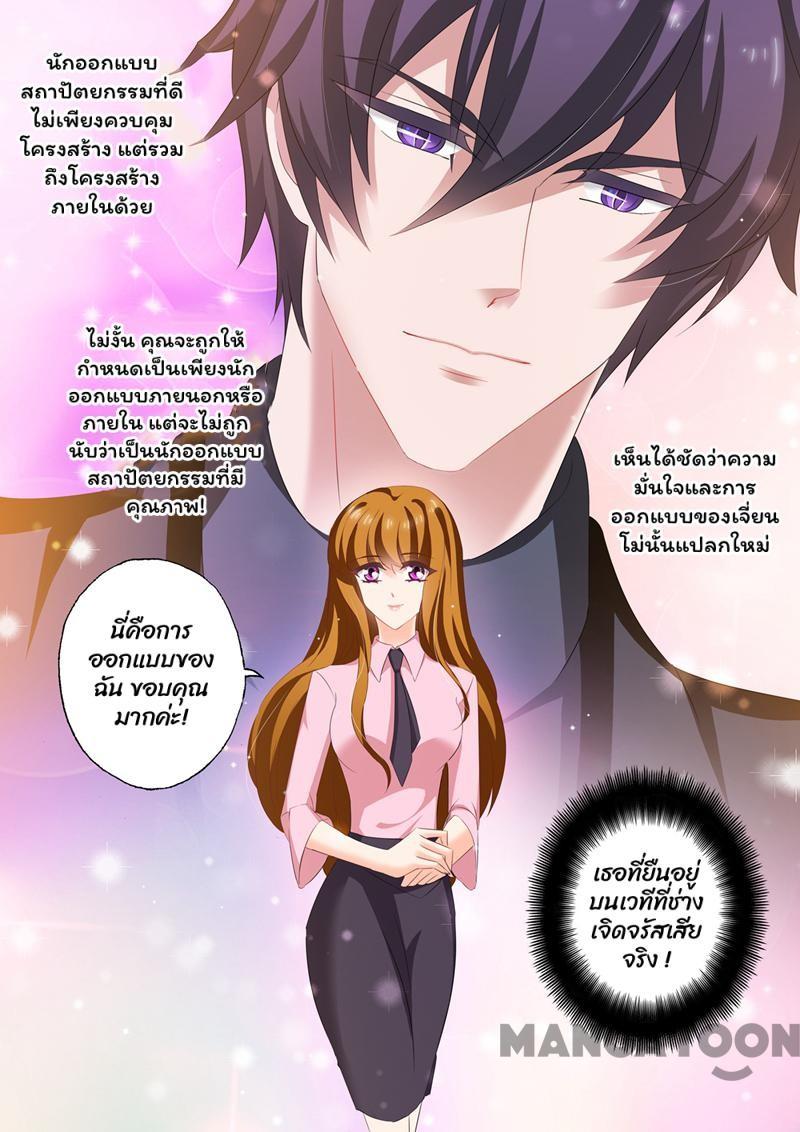 นักออกแบบ
สถาปัตยกรรมที่ดี
ไม่เพียงควบคุม
โครงสร้าง แต่รวม
ถึงโครงสร้าง
ภายในด้วย
ไม่งั้น คุณจะถูกให้
กำหนดเป็นเพียงนัก
ออกแบบภายนอกหรือ
ภายใน แต่จะไม่ถูก
นับว่าเป็นนักออกแบบ
สถาปัตยกรรมที่มี
คุณภาพ!
เห็นได้ชัดว่าความ
มั่นใจและการ
ออกแบบของเจี่ยน
โม่นั้นแปลกใหม่
นี่คือการ
ออกแบบของ
ฉัน ขอบคุณ
มากค่ะ!
เธอที่ยืนอยู่
บนเวทีที่ช่าง
เจิดจรัสเสีย
จริง !
MANGATOON